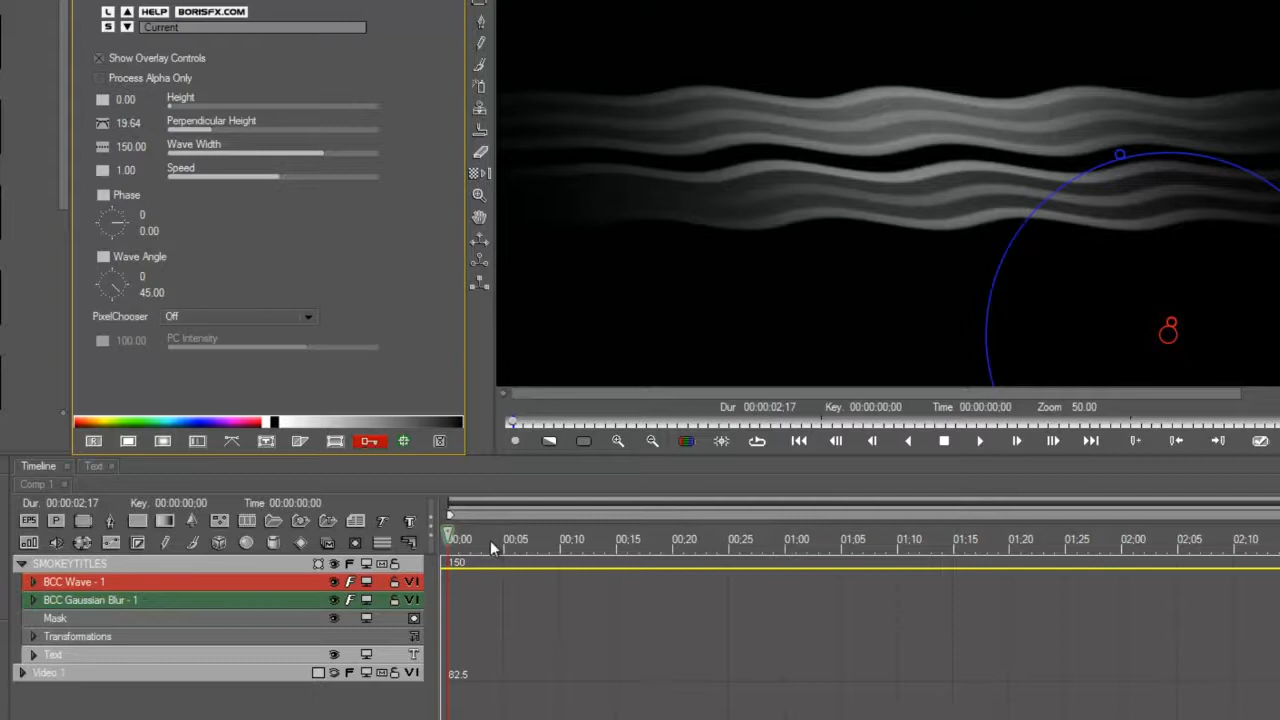 L HELP BORISFX.COM
S Current
Show Overlay Controls
Process Alpha Only
0.00 Height
19.64 Perpendicular Height
150.00 Wave Width
1.00 Speed
Phase
0
0.00
Wave Angle
0
45.00
PixelChooser Off
100.00 PC Intensity
Dur 00:00:02;17 Key. 00:00:00;00 Time 00:00:00;00 Zoom 50.00
Timeline Text
Comp 1
Dur. 00:00:02;17 Key. 00:00:00;00 Time 00:00:00;00
EPS P T T
00;00 00;05 00;10 00;15 00;20 00;25 01;00 01;05 01;10 01;15 01;20 01;25 02;00 02;05 02;10
SMOKEYTITLES F
BCC Wave - 1 F V1
BCC Gaussian Blur - 1 F V1
Mask
Transformations
Text T
Video 1 F V1
150
82.5